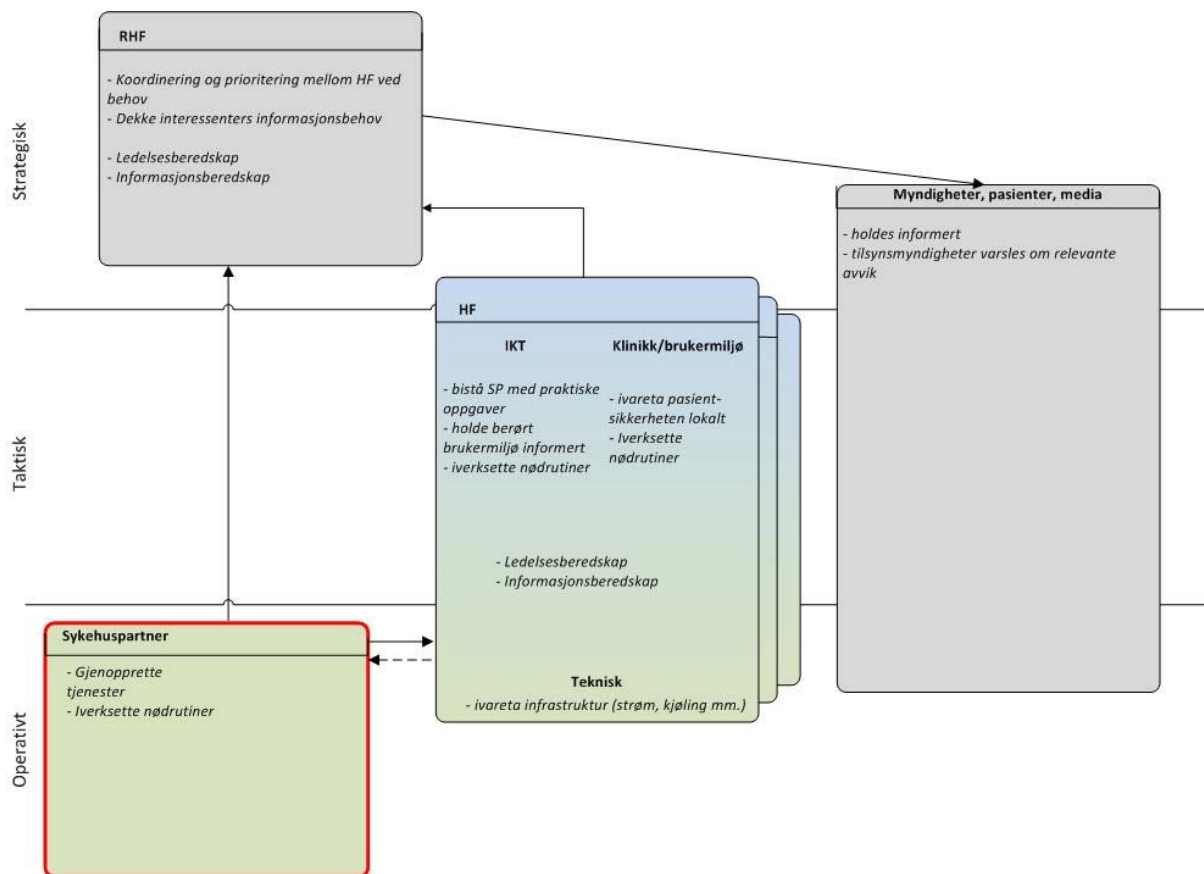 Strategisk
RHF
- Koordinering og prioritering mellom HF ved
behov
- Dekke interessenters informasjonsbehov
- Ledelsesberedskap
- Informasjonsberedskap
Myndigheter, pasienter, media
- holdes informert
- tilsynsmyndigheter varsles om relevante
avvik
Taktisk
HF
IKT
- bistå SP med praktiske
oppgaver
- holde berørt
brukermiljø informert
- iverksette nødrutiner
Klinikk/brukermiljø
- ivareta pasient-
sikkerheten lokalt
- Iverksette
nødrutiner
- Ledelsesberedskap
- Informasjonsberedskap
Teknisk
- ivareta infrastruktur (strøm, kjøling mm.)
Operativt
Sykehuspartner
- Gjenopprette
tjenester
- Iverksette nødrutiner